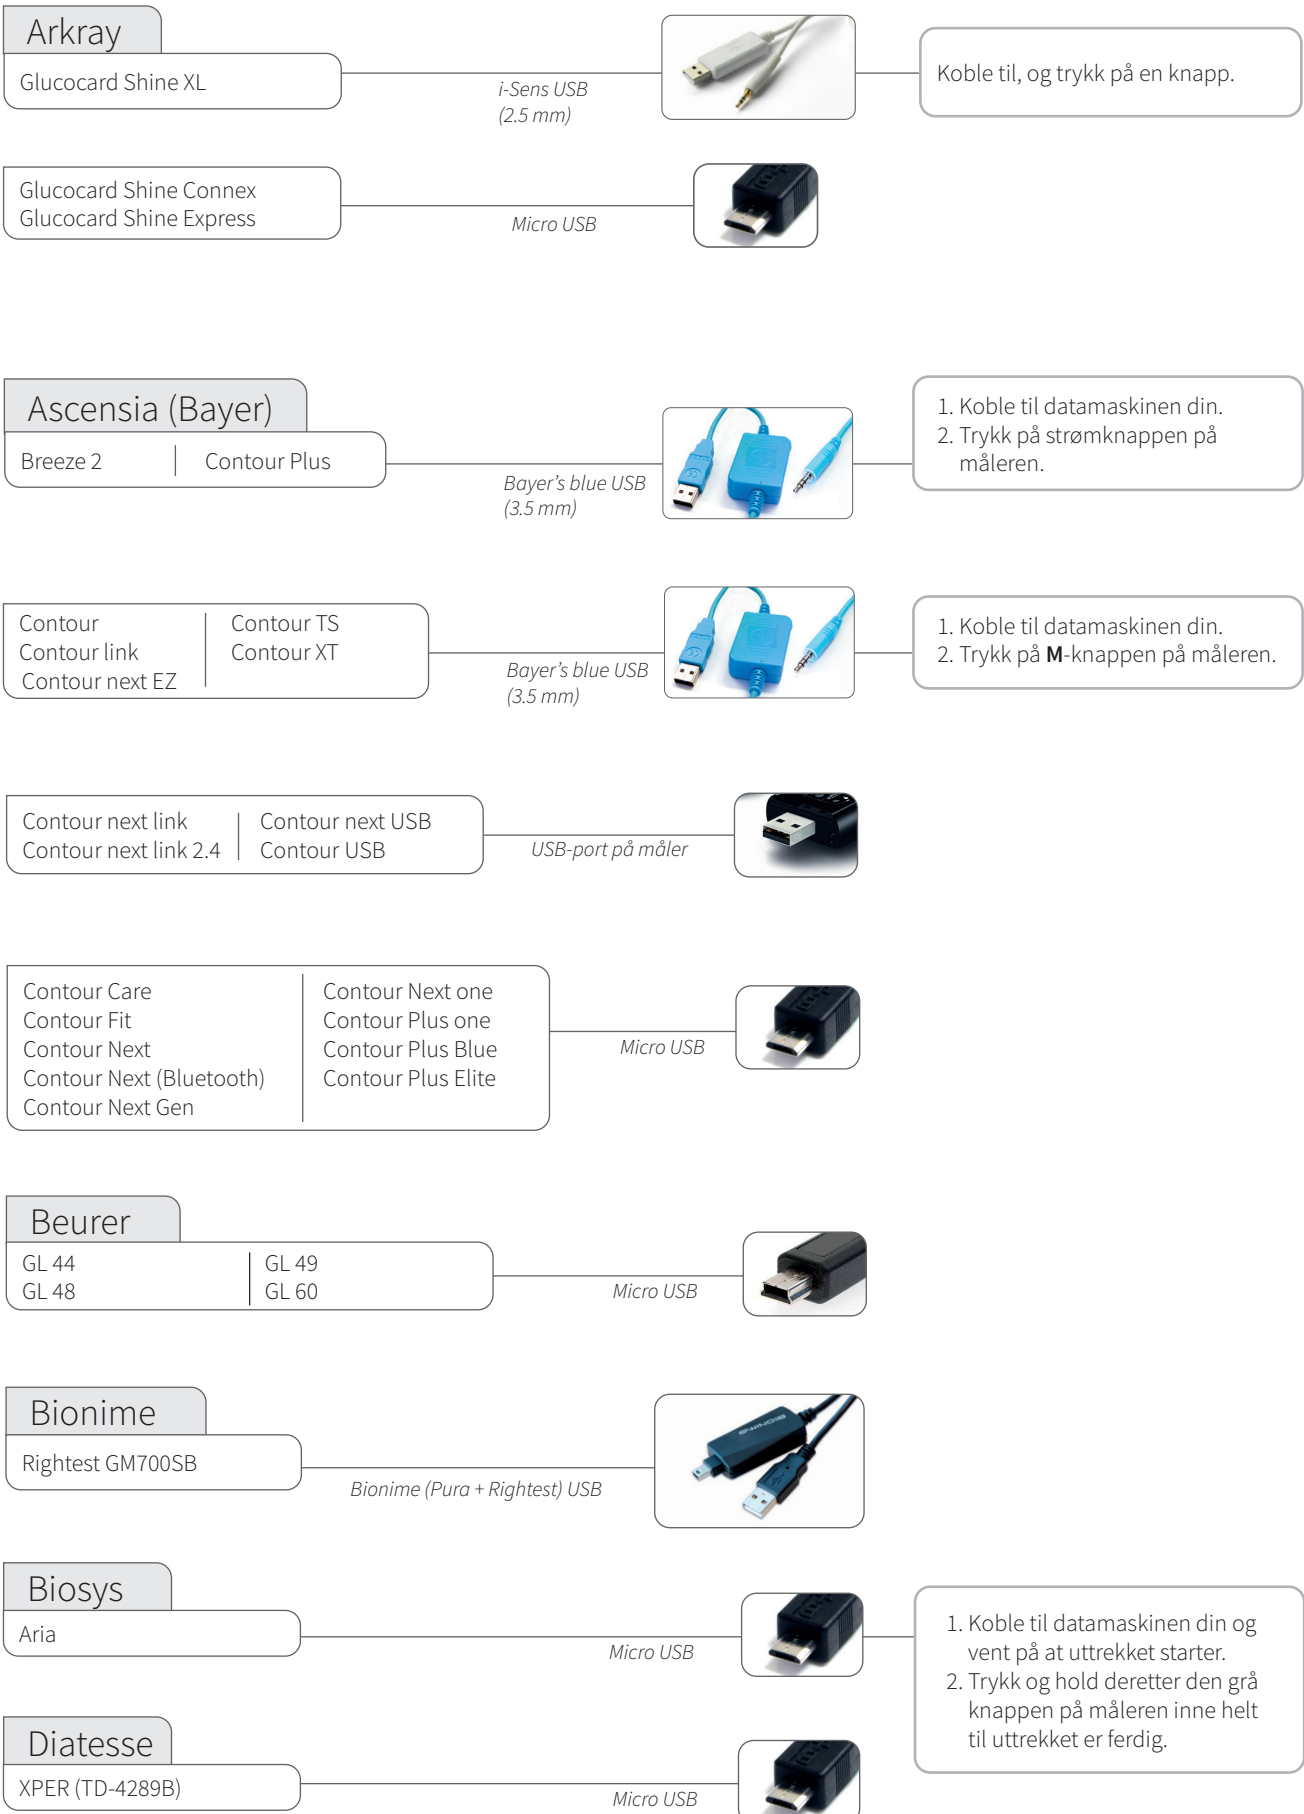 Arkray
Glucocard Shine XL
i-Sens USB
(2.5 mm)
Koble til, og trykk på en knapp.
Glucocard Shine Connex
Glucocard Shine Express
Micro USB
Ascensia (Bayer)
Breeze 2
Contour Plus
Bayer's blue USB
(3.5 mm)
1. Koble til datamaskinen din.
2. Trykk på strømknappen på
måleren.
Contour
Contour link
Contour next EZ
Contour TS
Contour XT
Bayer's blue USB
(3.5 mm)
1. Koble til datamaskinen din.
2. Trykk på M-knappen på måleren.
Contour next link
Contour next link 2.4
Contour next USB
Contour USB
USB-port på måler
Contour Care
Contour Fit
Contour Next
Contour Next (Bluetooth)
Contour Next Gen
Contour Next one
Contour Plus one
Contour Plus Blue
Contour Plus Elite
Micro USB
Beurer
GL 44
GL 48
GL 49
GL 60
Micro USB
Bionime
Rightest GM700SB
Bionime (Pura + Rightest) USB
BIONIME
Biosys
Aria
Micro USB
1. Koble til datamaskinen din og
vent på at uttrekket starter.
2. Trykk og hold deretter den grå
knappen på måleren inne helt
til uttrekket er ferdig.
Diatesse
XPER (TD-4289B)
Micro USB